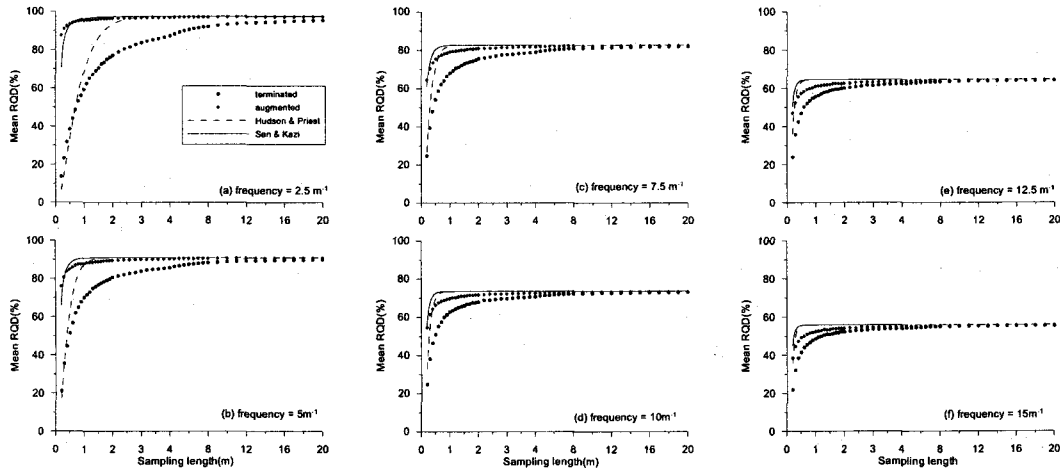 Mean RQD(%)
100
80
60
40
20
0
terminated
augmented
Hudson & Priest
Sen & Kazi
(a) frequency = 2.5 m⁻¹
0 1 2 3 4 8 12 16 20
Mean RQD(%)
100
80
60
40
20
0
(b) frequency = 5m⁻¹
0 1 2 3 4 8 12 16 20
Sampling length(m)
Mean RQD(%)
100
80
60
40
20
0
(c) frequency = 7.5 m⁻¹
0 1 2 3 4 8 12 16 20
Mean RQD(%)
100
80
60
40
20
0
(d) frequency = 10m⁻¹
0 1 2 3 4 8 12 16 20
Sampling length(m)
Mean RQD(%)
100
80
60
40
20
0
(e) frequency = 12.5 m⁻¹
0 1 2 3 4 8 12 16 20
Mean RQD(%)
100
80
60
40
20
0
(f) frequency = 15m⁻¹
0 1 2 3 4 8 12 16 20
Sampling length